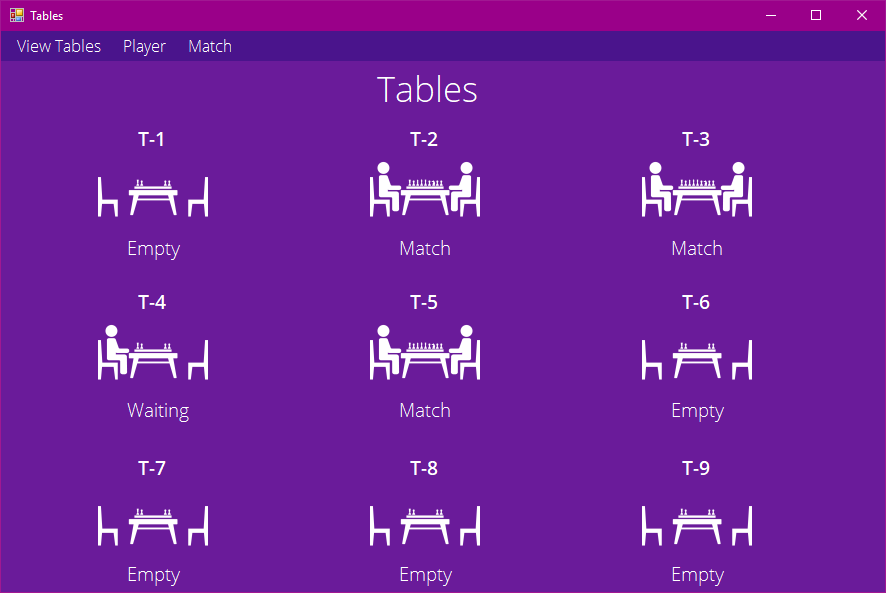 Tables
View Tables Player Match
Tables
T-1 T-2 T-3
Empty Match Match
T-4 T-5 T-6
Waiting Match Empty
T-7 T-8 T-9
Empty Empty Empty